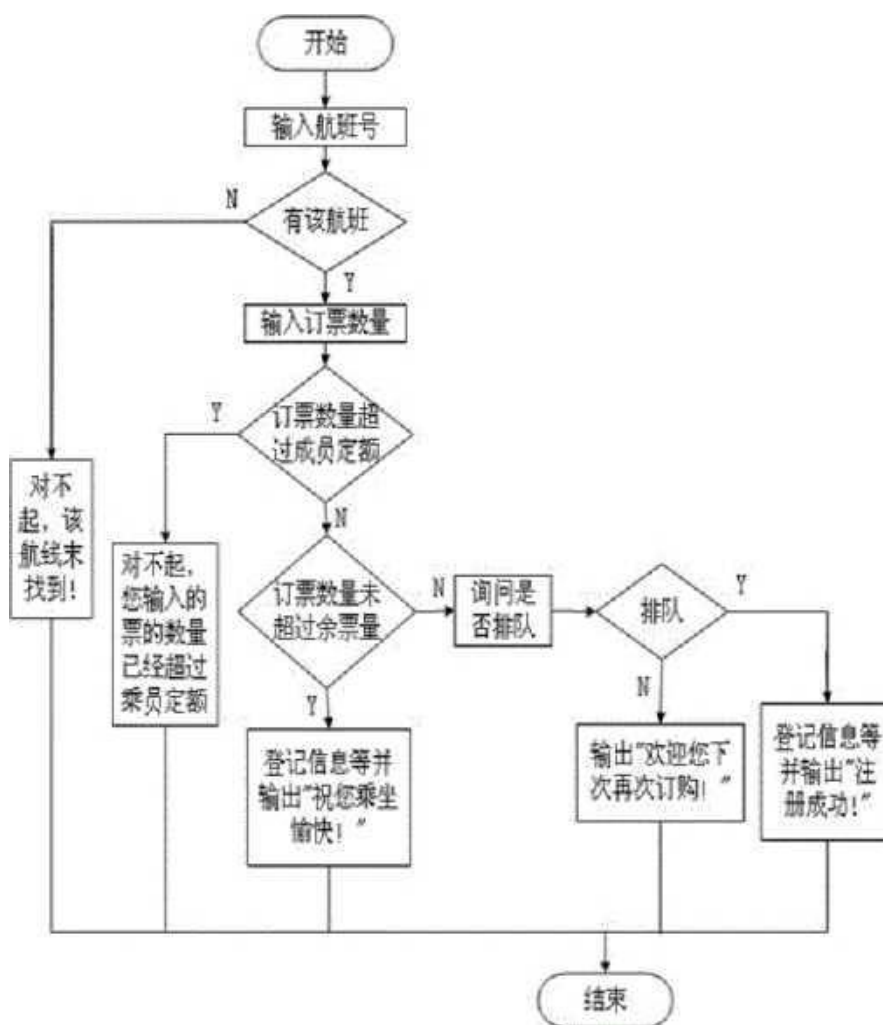 开始
输入航班号
N
有该航班
Y
输入订票数量
Y
订票数量超
过成员定额
N
对不
起，该
航线末
找到！
对不起，
您输入的
票的数量
已经超过
乘员定额
订票数量未
超过余票量
N
询问是
否排队
排队
Y
Y
N
登记信息等并
输出“祝您乘坐
愉快！”
输出“欢迎您下
次再次订购！”
登记信息等
并输出“注
册成功！”
结束